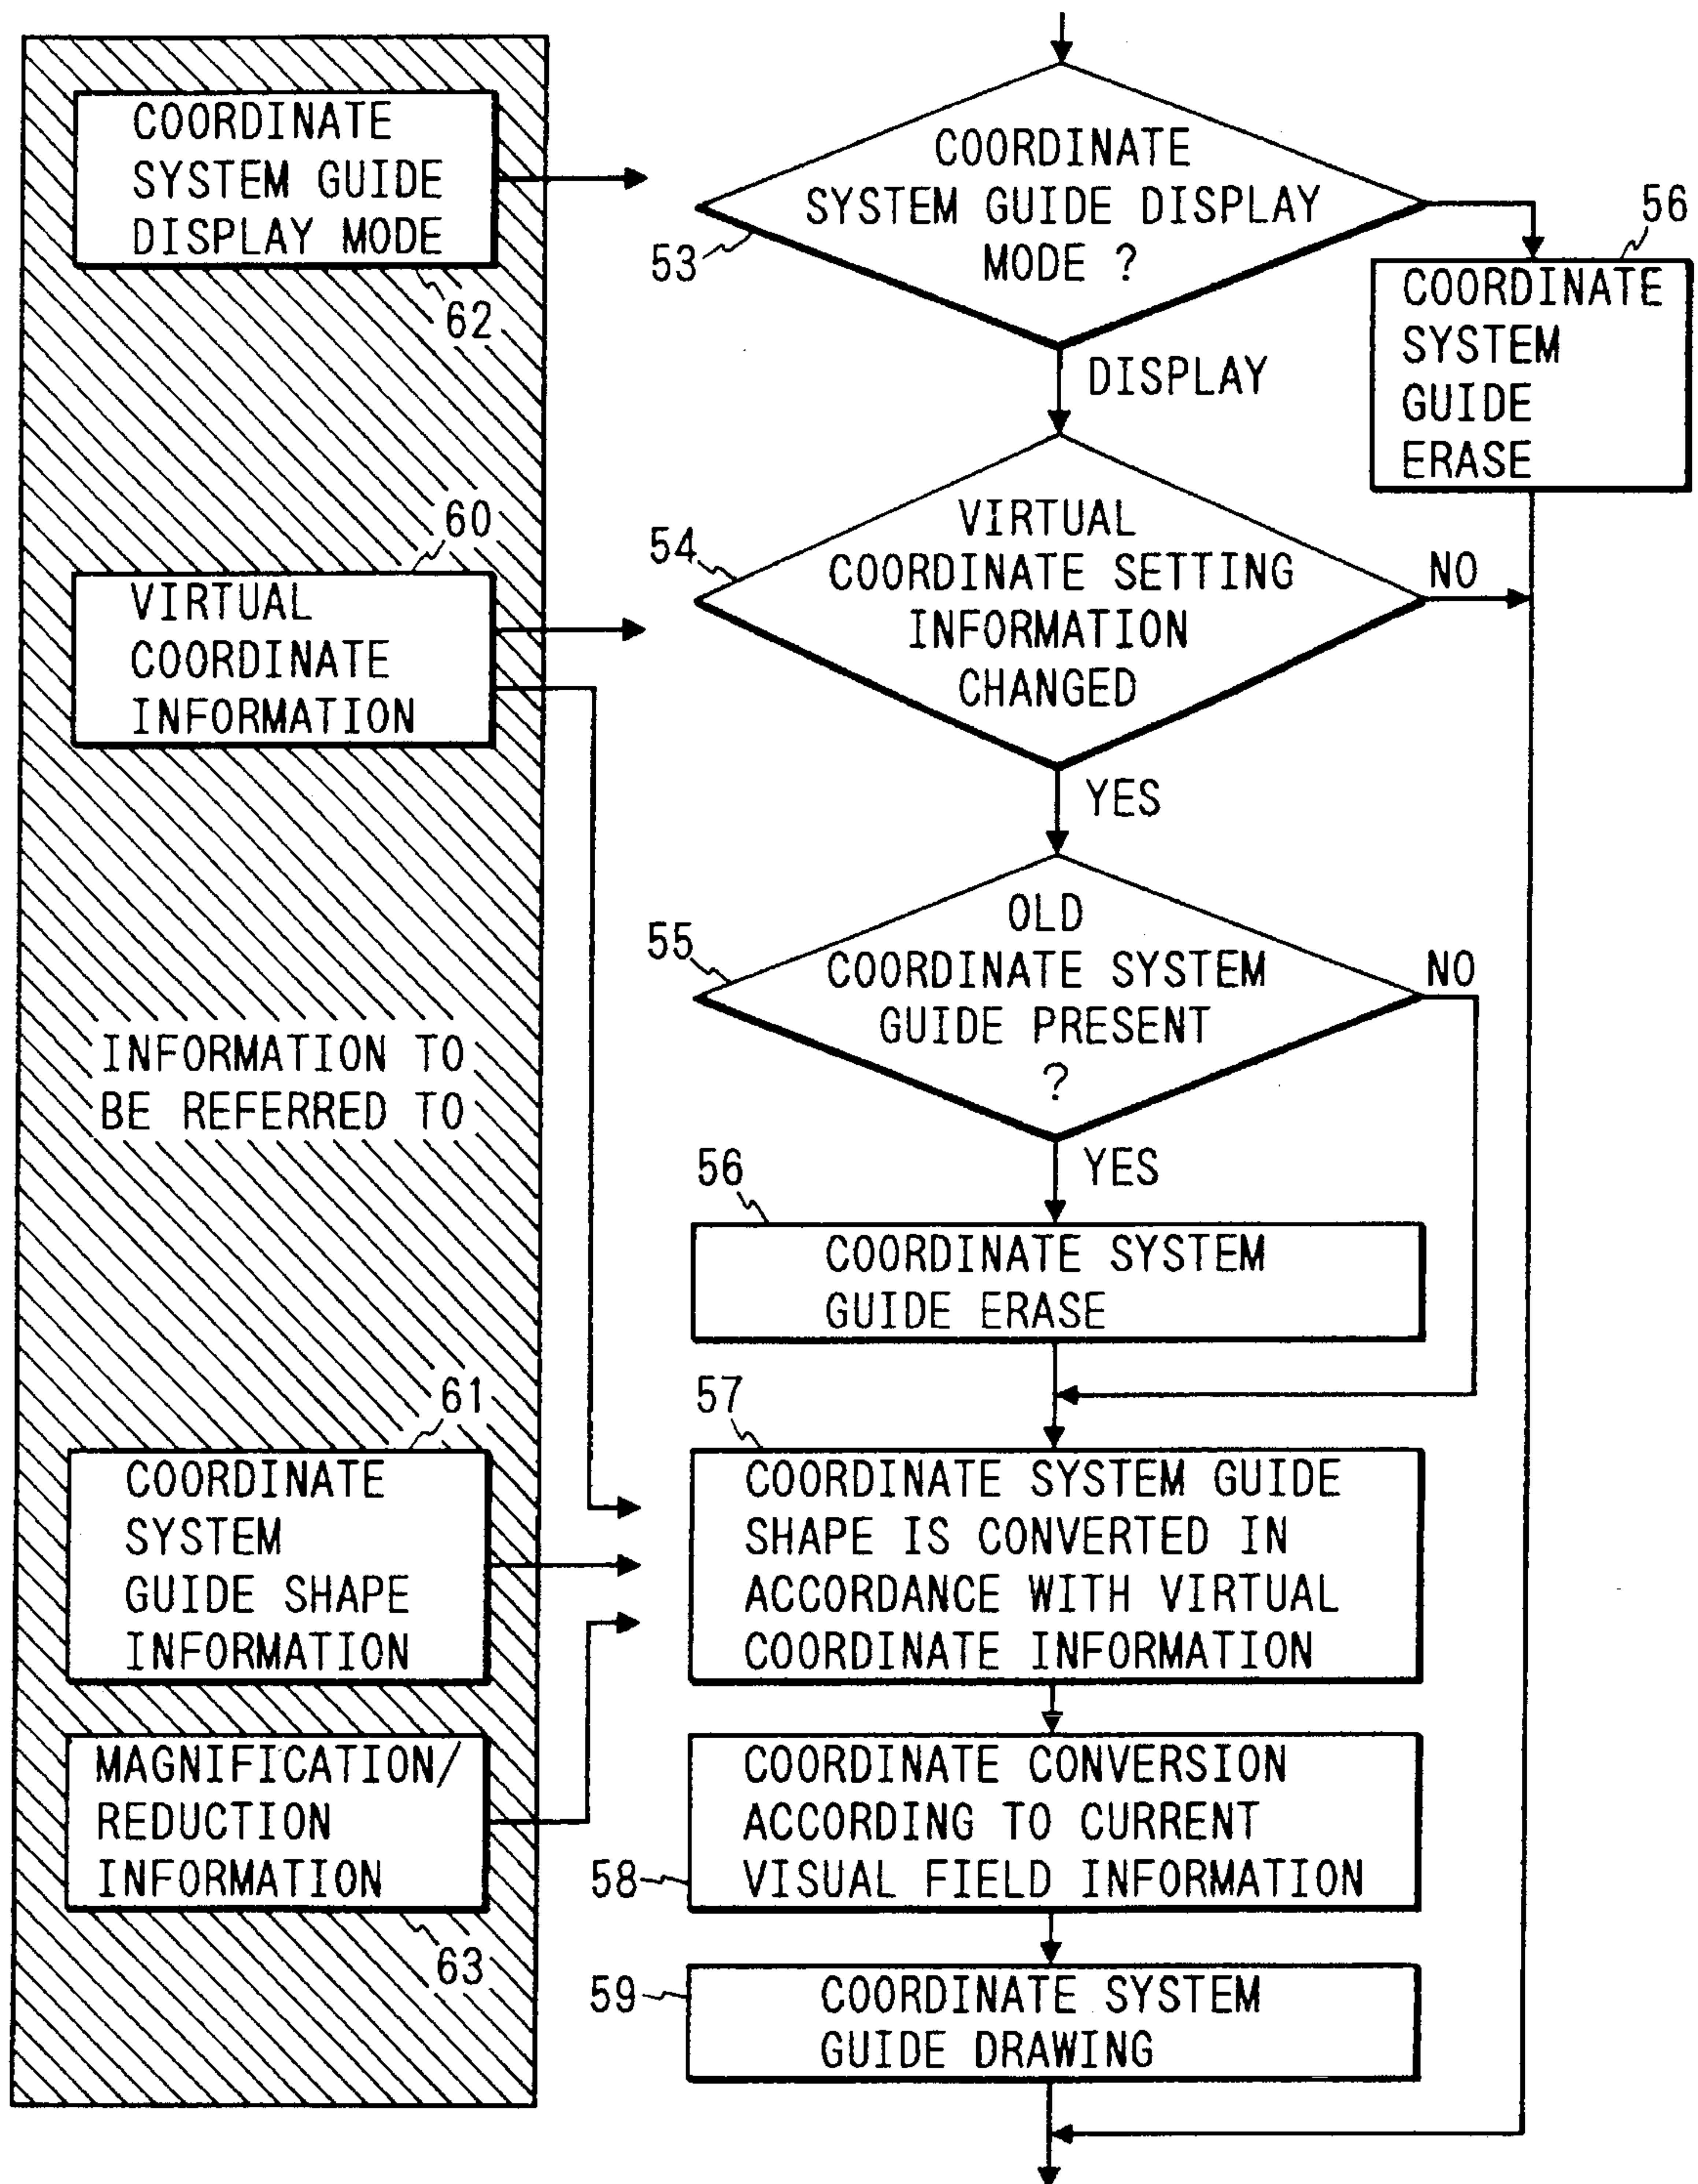 COORDINATE
SYSTEM GUIDE
DISPLAY MODE
62
60
VIRTUAL
COORDINATE
INFORMATION
INFORMATION TO
BE REFERRED TO
61
COORDINATE
SYSTEM
GUIDE SHAPE
INFORMATION
MAGNIFICATION/
REDUCTION
INFORMATION
63
COORDINATE
SYSTEM GUIDE DISPLAY
MODE ?
53
56
COORDINATE
SYSTEM
GUIDE
ERASE
DISPLAY
54
VIRTUAL
COORDINATE SETTING
INFORMATION
CHANGED
NO
YES
55
OLD
COORDINATE SYSTEM
GUIDE PRESENT
?
NO
YES
56
COORDINATE SYSTEM
GUIDE ERASE
57
COORDINATE SYSTEM GUIDE
SHAPE IS CONVERTED IN
ACCORDANCE WITH VIRTUAL
COORDINATE INFORMATION
COORDINATE CONVERSION
ACCORDING TO CURRENT
VISUAL FIELD INFORMATION
58
59
COORDINATE SYSTEM
GUIDE DRAWING